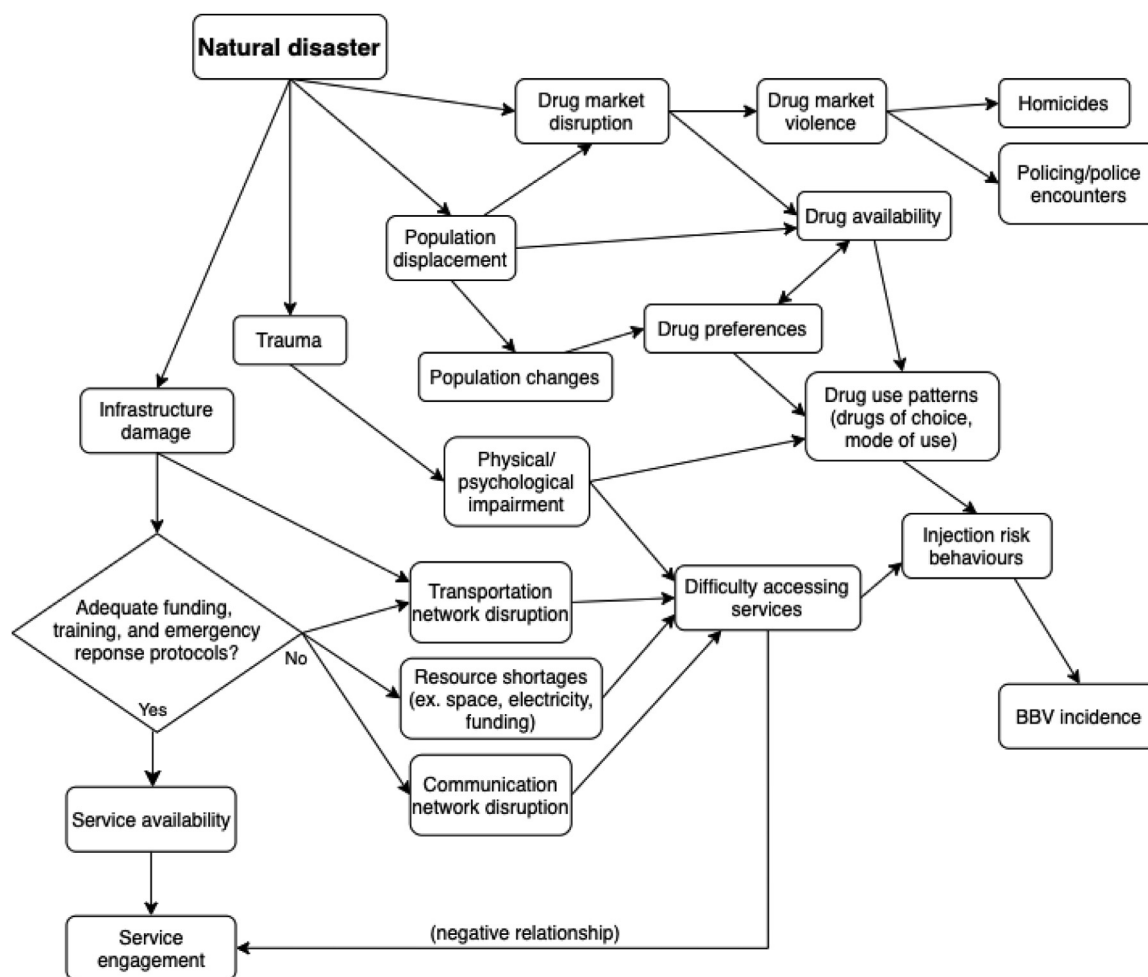 Natural disaster
Drug market
disruption
Drug market
violence
Homicides
Policing/police
encounters
Population
displacement
Drug availability
Trauma
Drug preferences
Population changes
Infrastructure
damage
Drug use patterns
(drugs of choice,
mode of use)
Physical/
psychological
impairment
Injection risk
behaviours
Adequate funding,
training, and emergency
reponse protocols?
No
Yes
Transportation
network disruption
Difficulty accessing
services
Resource shortages
(ex. space, electricity,
funding)
BBV incidence
Communication
network disruption
Service availability
Service
engagement
(negative relationship)